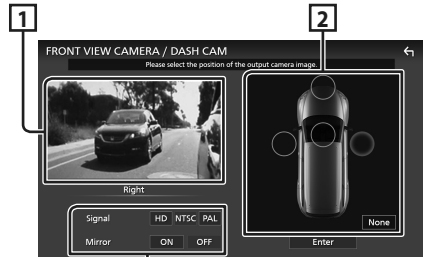 1
2
FRONT VIEW CAMERA / DASH CAM
Please select the position of the output camera image.
Right
Signal HD NTSC PAL
Mirror ON OFF
None
Enter